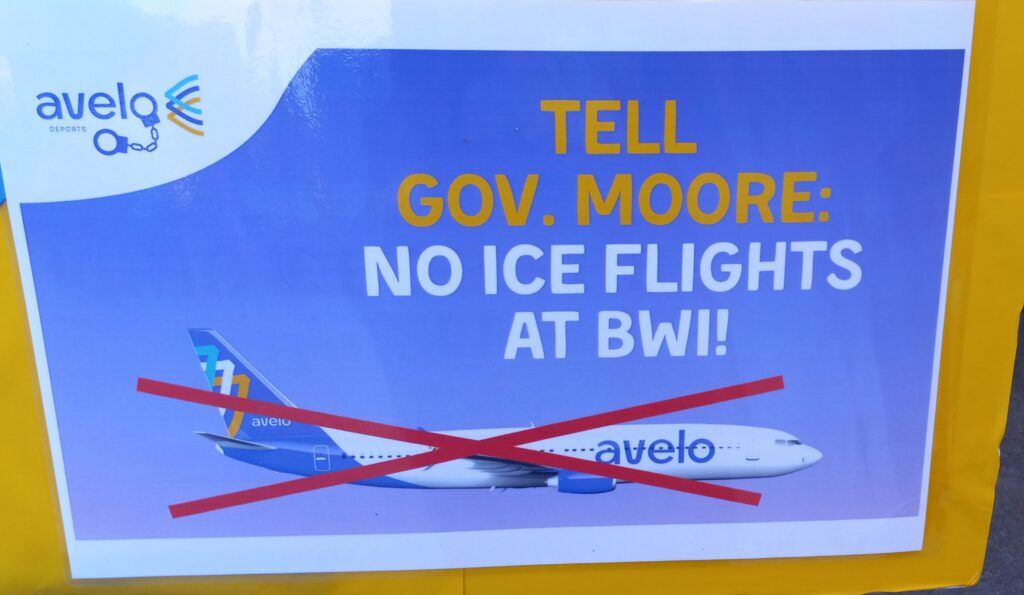 avelo
DEPORTS
TELL
GOV. MOORE:
NO ICE FLIGHTS
AT BWI!
avelo
avelo